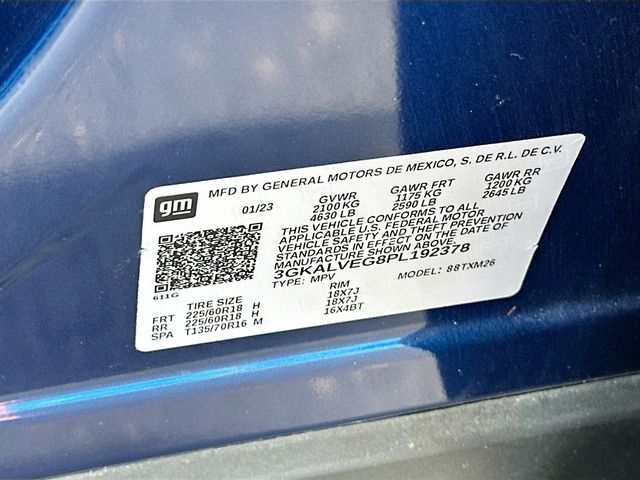 gm
MFD BY GENERAL MOTORS DE MEXICO, S. DE R.L. DE C.V.
01/23 GVWR GAWR FRT GAWR RR
2100 KG 1175 KG 1200 KG
4630 LB 2590 LB 2645 LB
THIS VEHICLE CONFORMS TO ALL
APPLICABLE U.S. FEDERAL MOTOR
VEHICLE SAFETY AND THEFT PREVENTION
STANDARDS IN EFFECT ON THE DATE OF
MANUFACTURE SHOWN ABOVE.
3GKALVEG8PL192378
TYPE: MPV MODEL: 88TXM26
611G
TIRE SIZE RIM
FRT 225/60R18 H 18X7J
RR 225/60R18 H 18X7J
SPA T135/70R16 M 16X4BT